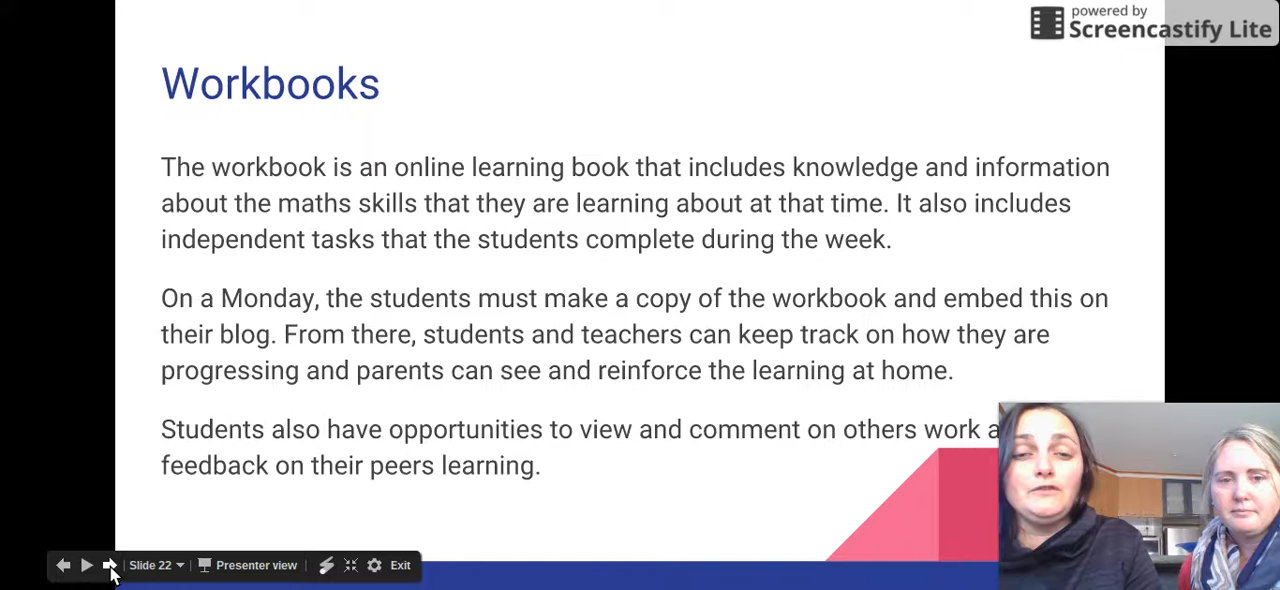 powered by
Screencastify Lite
Workbooks
The workbook is an online learning book that includes knowledge and information
about the maths skills that they are learning about at that time. It also includes
independent tasks that the students complete during the week.
On a Monday, the students must make a copy of the workbook and embed this on
their blog. From there, students and teachers can keep track on how they are
progressing and parents can see and reinforce the learning at home.
Students also have opportunities to view and comment on others work
feedback on their peers learning.
Slide 22
Presenter view
Exit